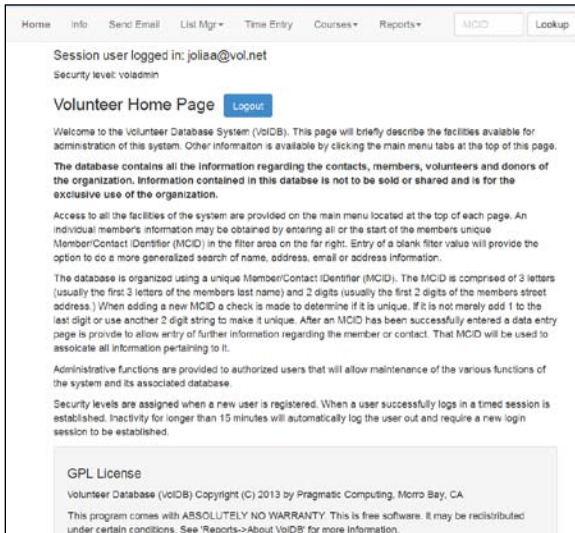 Home Info Send Email List Mgr Time Entry Courses Reports MCID Lookup
Session user logged in: joliaa@vol.net
Security level: voladmin
Volunteer Home Page Logout
Welcome to the Volunteer Database System (VolDB). This page will briefly describe the facilities avaiable for
administration of this system. Other informaiton is available by clicking the main menu tabs at the top of this page.
The database contains all the information regarding the contacts, members, volunteers and donors of
the organization. Information contained in this databse is not to be sold or shared and is for the
exclusive use of the organization.
Access to all the facilities of the system are provided on the main menu located at the top of each page. An
individual member's information may be obtained by entering all or the start of the members unique
Member/Contact IDentifier (MCID) in the filter area on the far right. Entry of a blank filter value will provide the
option to do a more generalized search of name, address, email or address information.
The database is organized using a unique Member/Contact IDentifier (MCID). The MCID is comprised of 3 letters
(usually the first 3 letters of the members last name) and 2 digits (usually the first 2 digits of the members street
address.) When adding a new MCID a check is made to determine if it is unique. If it is not merely add 1 to the
last digit or use another 2 digit string to make it unique. After an MCID has been successfully entered a data entry
page is proivde to allow entry of further information regarding the member or contact. That MCID will be used to
assoicate all information pertaining to it.
Administrative functions are provided to authorized users that will allow maintenance of the various functions of
the system and its associated database.
Security levels are assigned when a new user is registered. When a user successfully logs in a timed session is
established. Inactivity for longer than 15 minutes will automatically log the user out and require a new login
session to be established.
GPL License
Volunteer Database (VolDB) Copyright (C) 2013 by Pragmatic Computing, Morro Bay, CA
This program comes with ABSOLUTELY NO WARRANTY. This is free software. It may be redistributed
under certain conditions. See 'Reports->About VolDB' for more information.